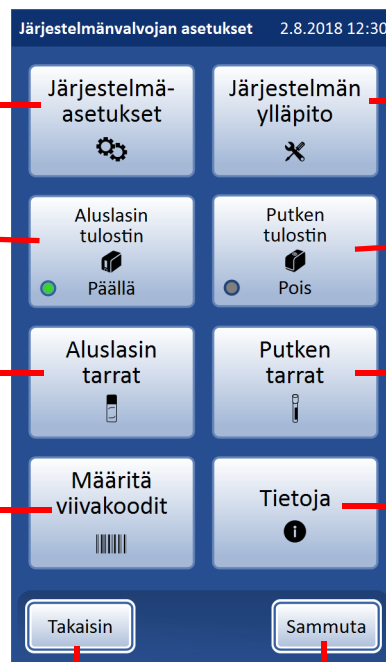 Järjestelmänvalvojan asetukset 2.8.2018 12:30
Järjestelmä-
asetukset
Järjestelmän
ylläpito
Aluslasin
tulostin
Päällä
Putken
tulostin
Pois
Aluslasin
tarrat
Putken
tarrat
Määritä
viivakoodit
Tietoja
Takaisin
Sammuta